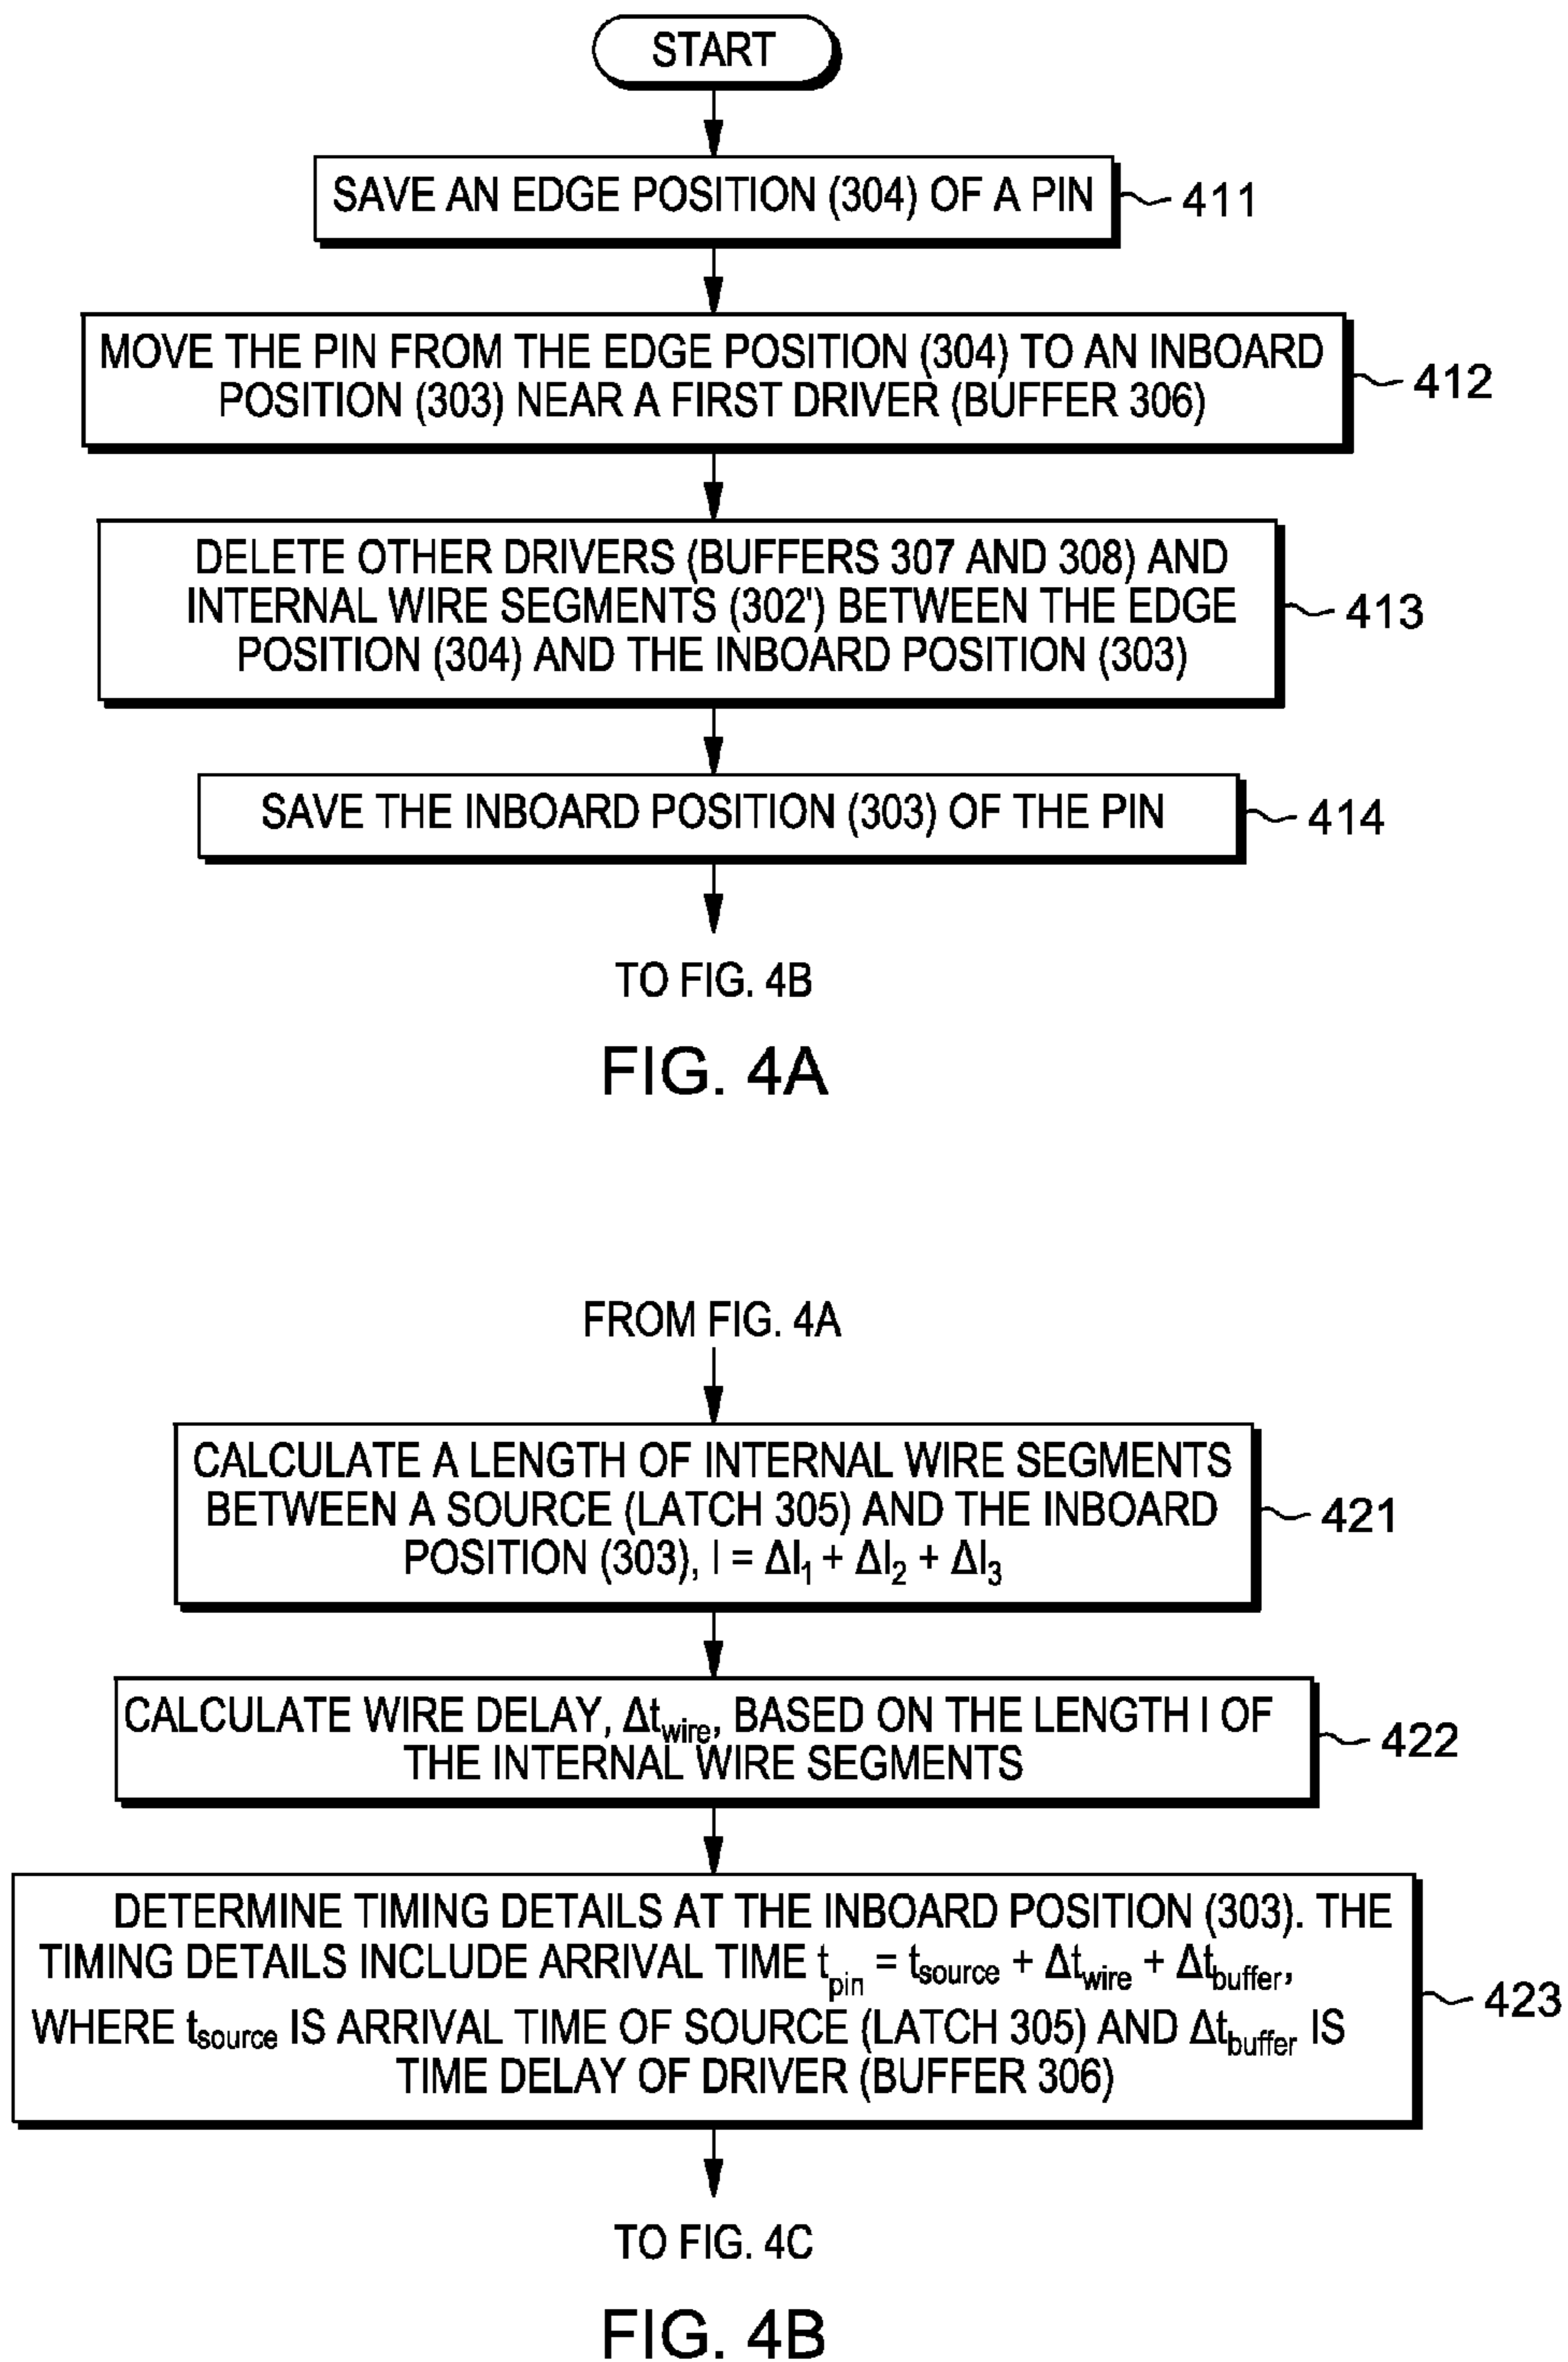 START
SAVE AN EDGE POSITION (304) OF A PIN
411
MOVE THE PIN FROM THE EDGE POSITION (304) TO AN INBOARD
POSITION (303) NEAR A FIRST DRIVER (BUFFER 306)
412
DELETE OTHER DRIVERS (BUFFERS 307 AND 308) AND
INTERNAL WIRE SEGMENTS (302') BETWEEN THE EDGE
POSITION (304) AND THE INBOARD POSITION (303)
413
SAVE THE INBOARD POSITION (303) OF THE PIN
414
TO FIG. 4B
FIG. 4A
FROM FIG. 4A
CALCULATE A LENGTH OF INTERNAL WIRE SEGMENTS
BETWEEN A SOURCE (LATCH 305) AND THE INBOARD
POSITION (303), l = Δl₁ + Δl₂ + Δl₃
421
CALCULATE WIRE DELAY, Δt_wire, BASED ON THE LENGTH l OF
THE INTERNAL WIRE SEGMENTS
422
DETERMINE TIMING DETAILS AT THE INBOARD POSITION (303). THE
TIMING DETAILS INCLUDE ARRIVAL TIME t_pin = t_source + Δt_wire + Δt_buffer,
WHERE t_source IS ARRIVAL TIME OF SOURCE (LATCH 305) AND Δt_buffer IS
TIME DELAY OF DRIVER (BUFFER 306)
423
TO FIG. 4C
FIG. 4B